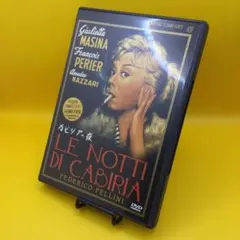 Giulietta
MASINA
François
PERIER
Amedeo
NAZZARI
カビリアの夜
LE NOTTI
DI CABIRIA
FEDERICO FELLINI
DVD